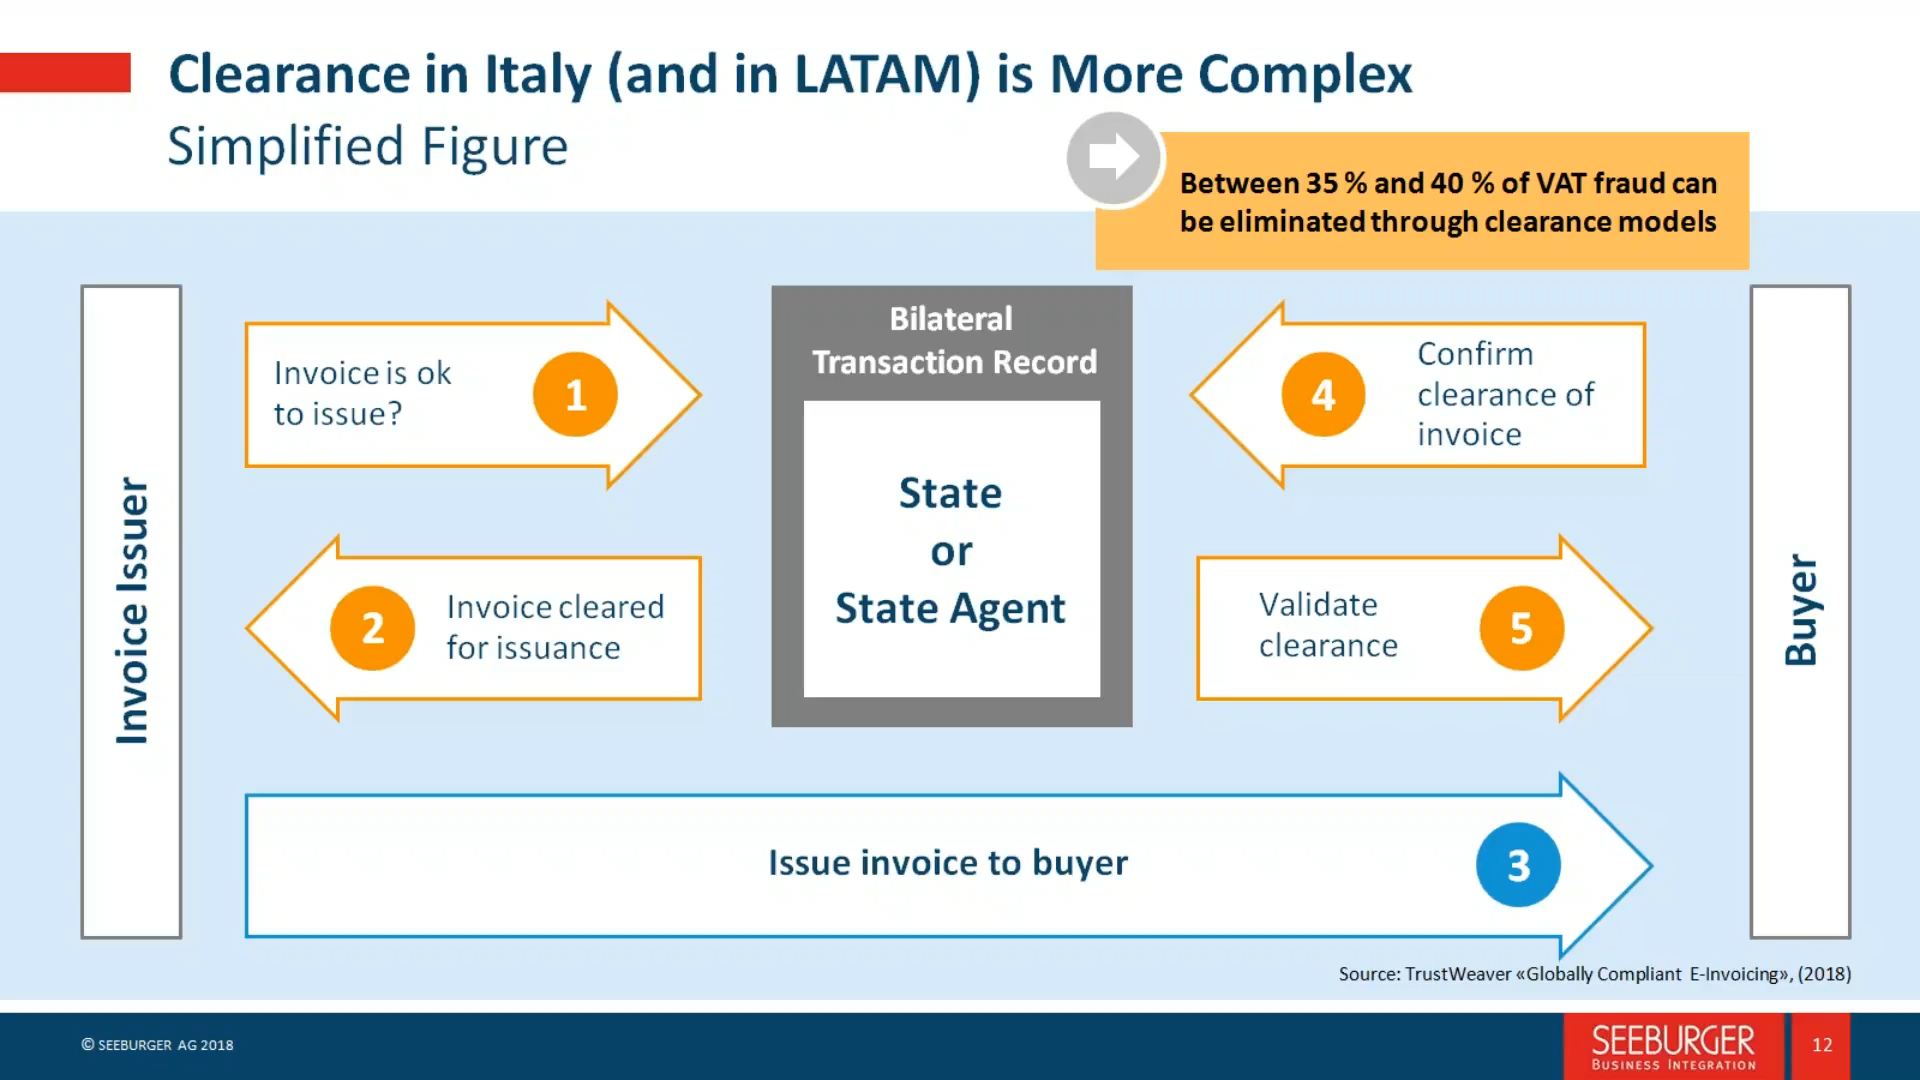 Clearance in Italy (and in LATAM) is More Complex
Simplified Figure
Between 35 % and 40 % of VAT fraud can
be eliminated through clearance models
Invoice Issuer
Invoice is ok
to issue?
1
2
Invoice cleared
for issuance
Bilateral
Transaction Record
State
or
State Agent
4
Confirm
clearance of
invoice
Validate
clearance
5
Buyer
Issue invoice to buyer
3
Source: TrustWeaver «Globally Compliant E-Invoicing», (2018)
© SEEBURGER AG 2018
SEEBURGER
BUSINESS INTEGRATION
12